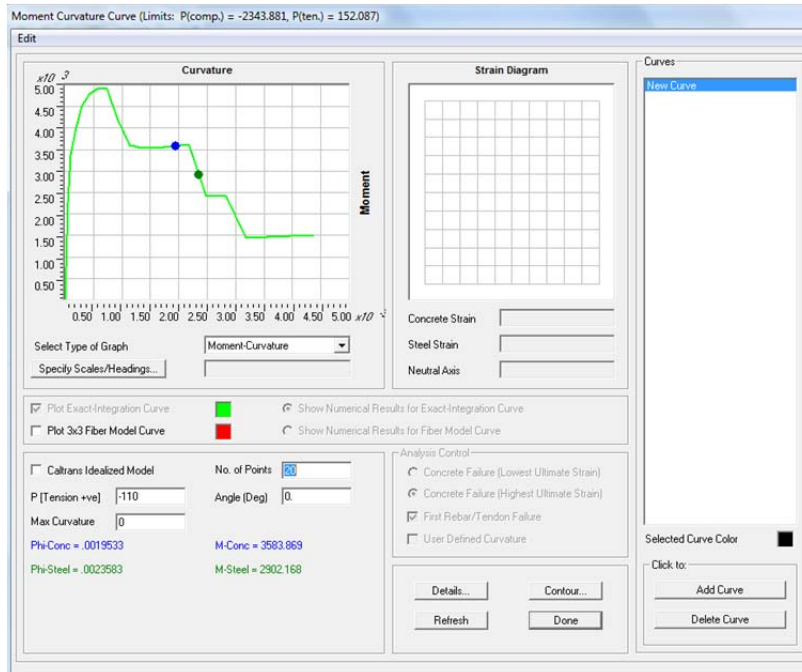 Moment Curvature Curve (Limits: P(comp.) = -2343.881, P(ten.) = 152.087)
Edit
Curvature
x10 3
5.00
4.50
4.00
3.50
3.00
2.50
2.00
1.50
1.00
0.50
Moment
0.50 1.00 1.50 2.00 2.50 3.00 3.50 4.00 4.50 5.00 x10 -3
Select Type of Graph Moment-Curvature
Specify Scales/Headings...
Strain Diagram
Concrete Strain
Steel Strain
Neutral Axis
Curves
New Curve
Plot Exact-Integration Curve Show Numerical Results for Exact-Integration Curve
Plot 3x3 Fiber Model Curve Show Numerical Results for Fiber Model Curve
Caltrans Idealized Model No. of Points 20
P [Tension +ve] -110 Angle (Deg) 0.
Max Curvature 0
Phi-Conc = .0019533 M-Conc = 3583.869
Phi-Steel = .0023583 M-Steel = 2902.168
Analysis Control
Concrete Failure (Lowest Ultimate Strain)
Concrete Failure (Highest Ultimate Strain)
First Rebar/Tendon Failure
User Defined Curvature
Details... Contour...
Refresh Done
Selected Curve Color
Click to:
Add Curve
Delete Curve